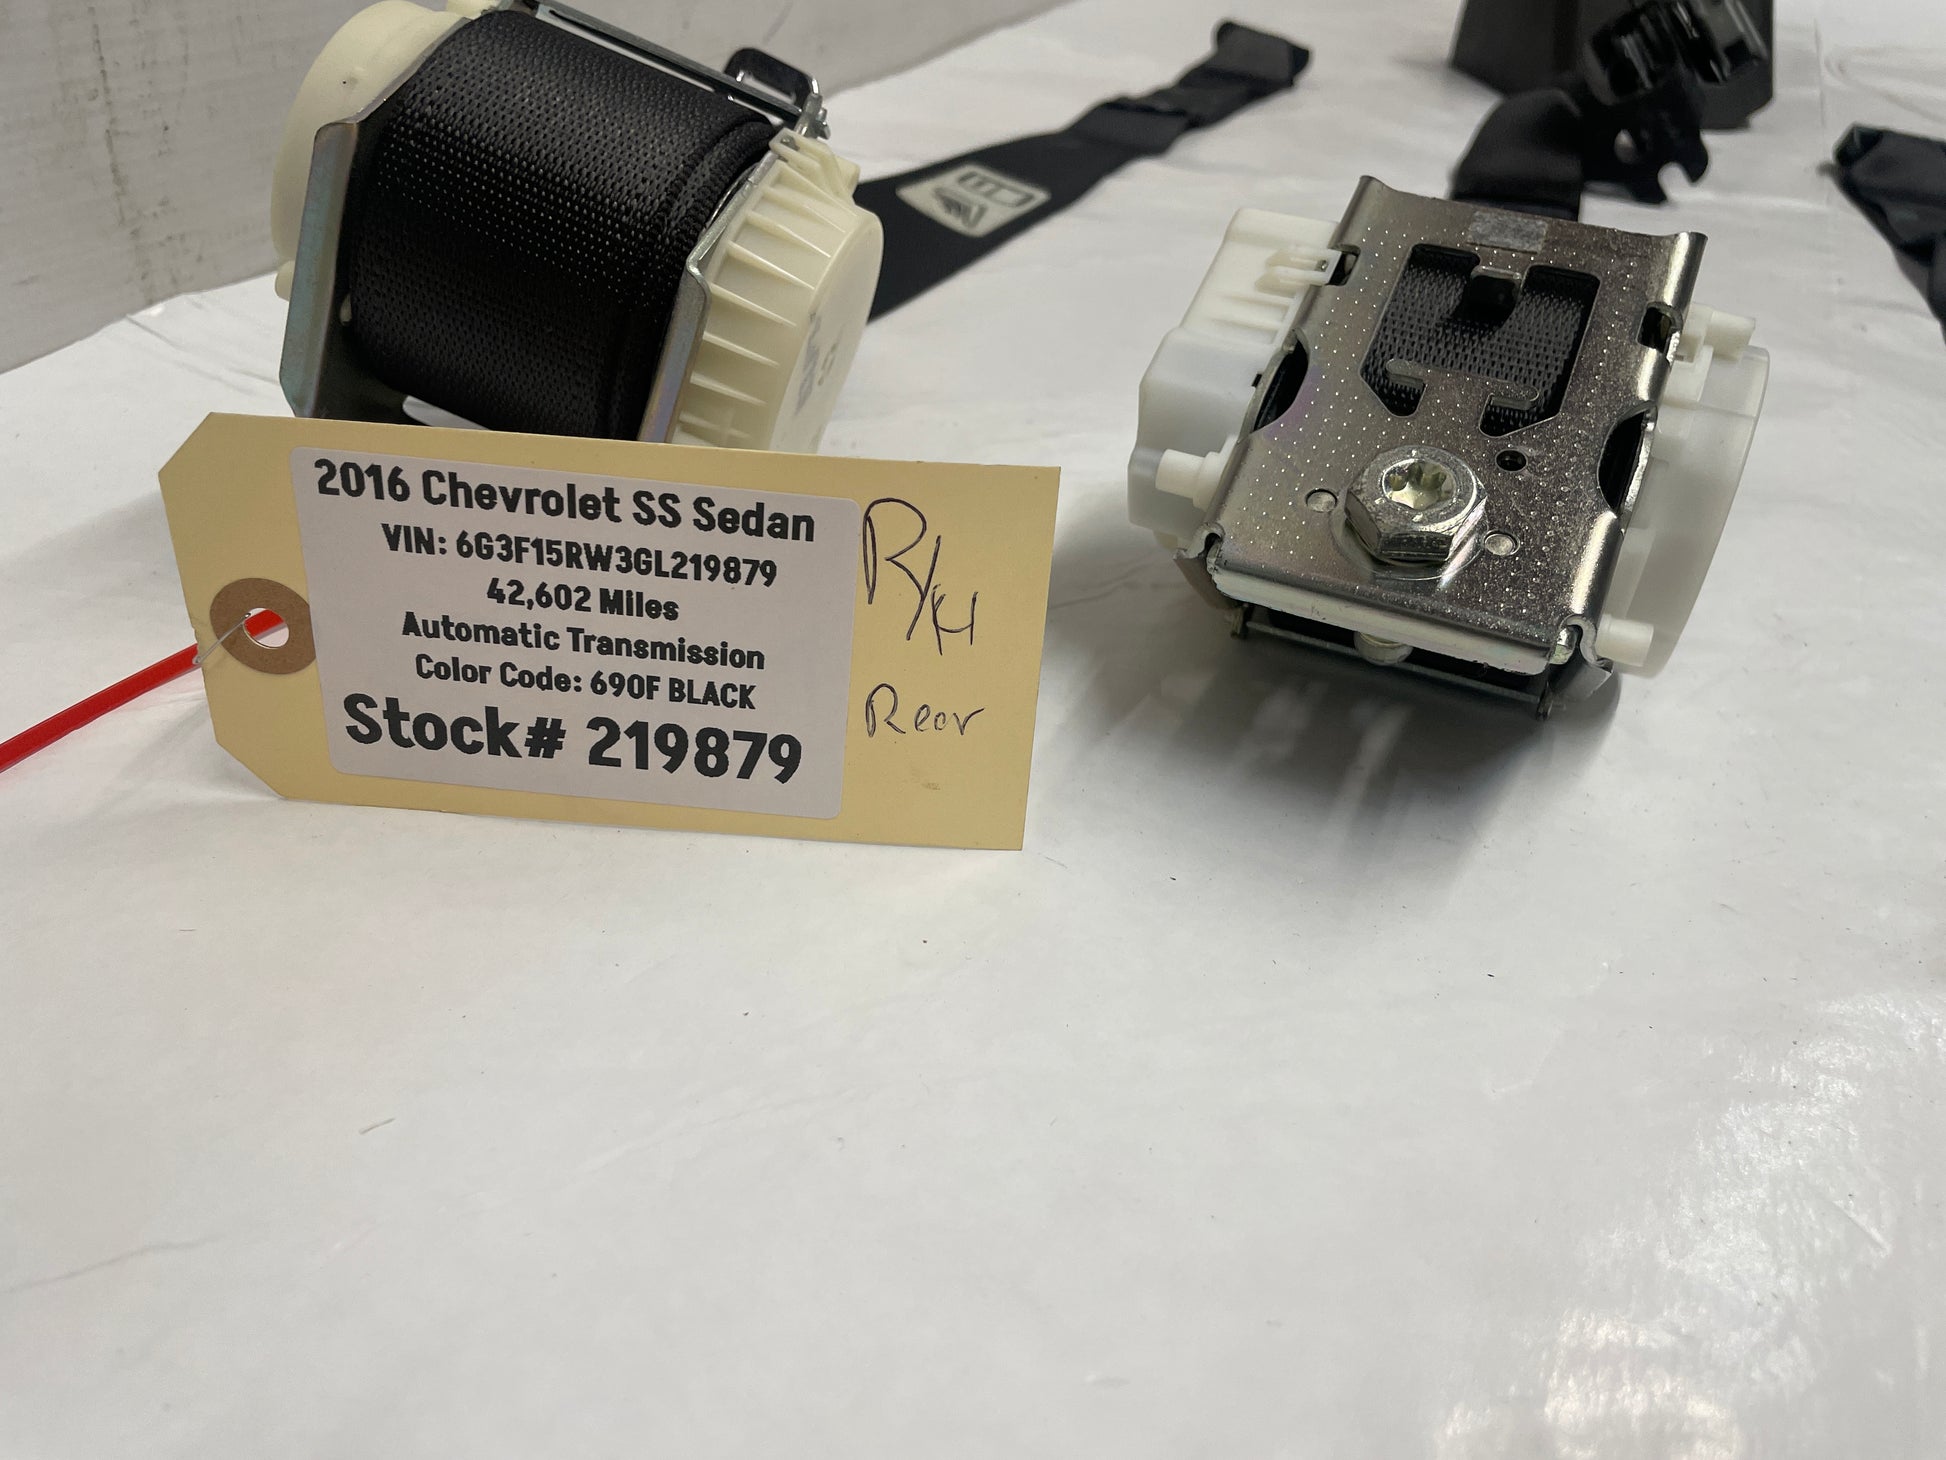 2016 Chevrolet SS Sedan
VIN: 6G3F15RW3GL219879
42,602 Miles
Automatic Transmission
Color Code: 690F BLACK
Stock# 219879
R/H
Rear